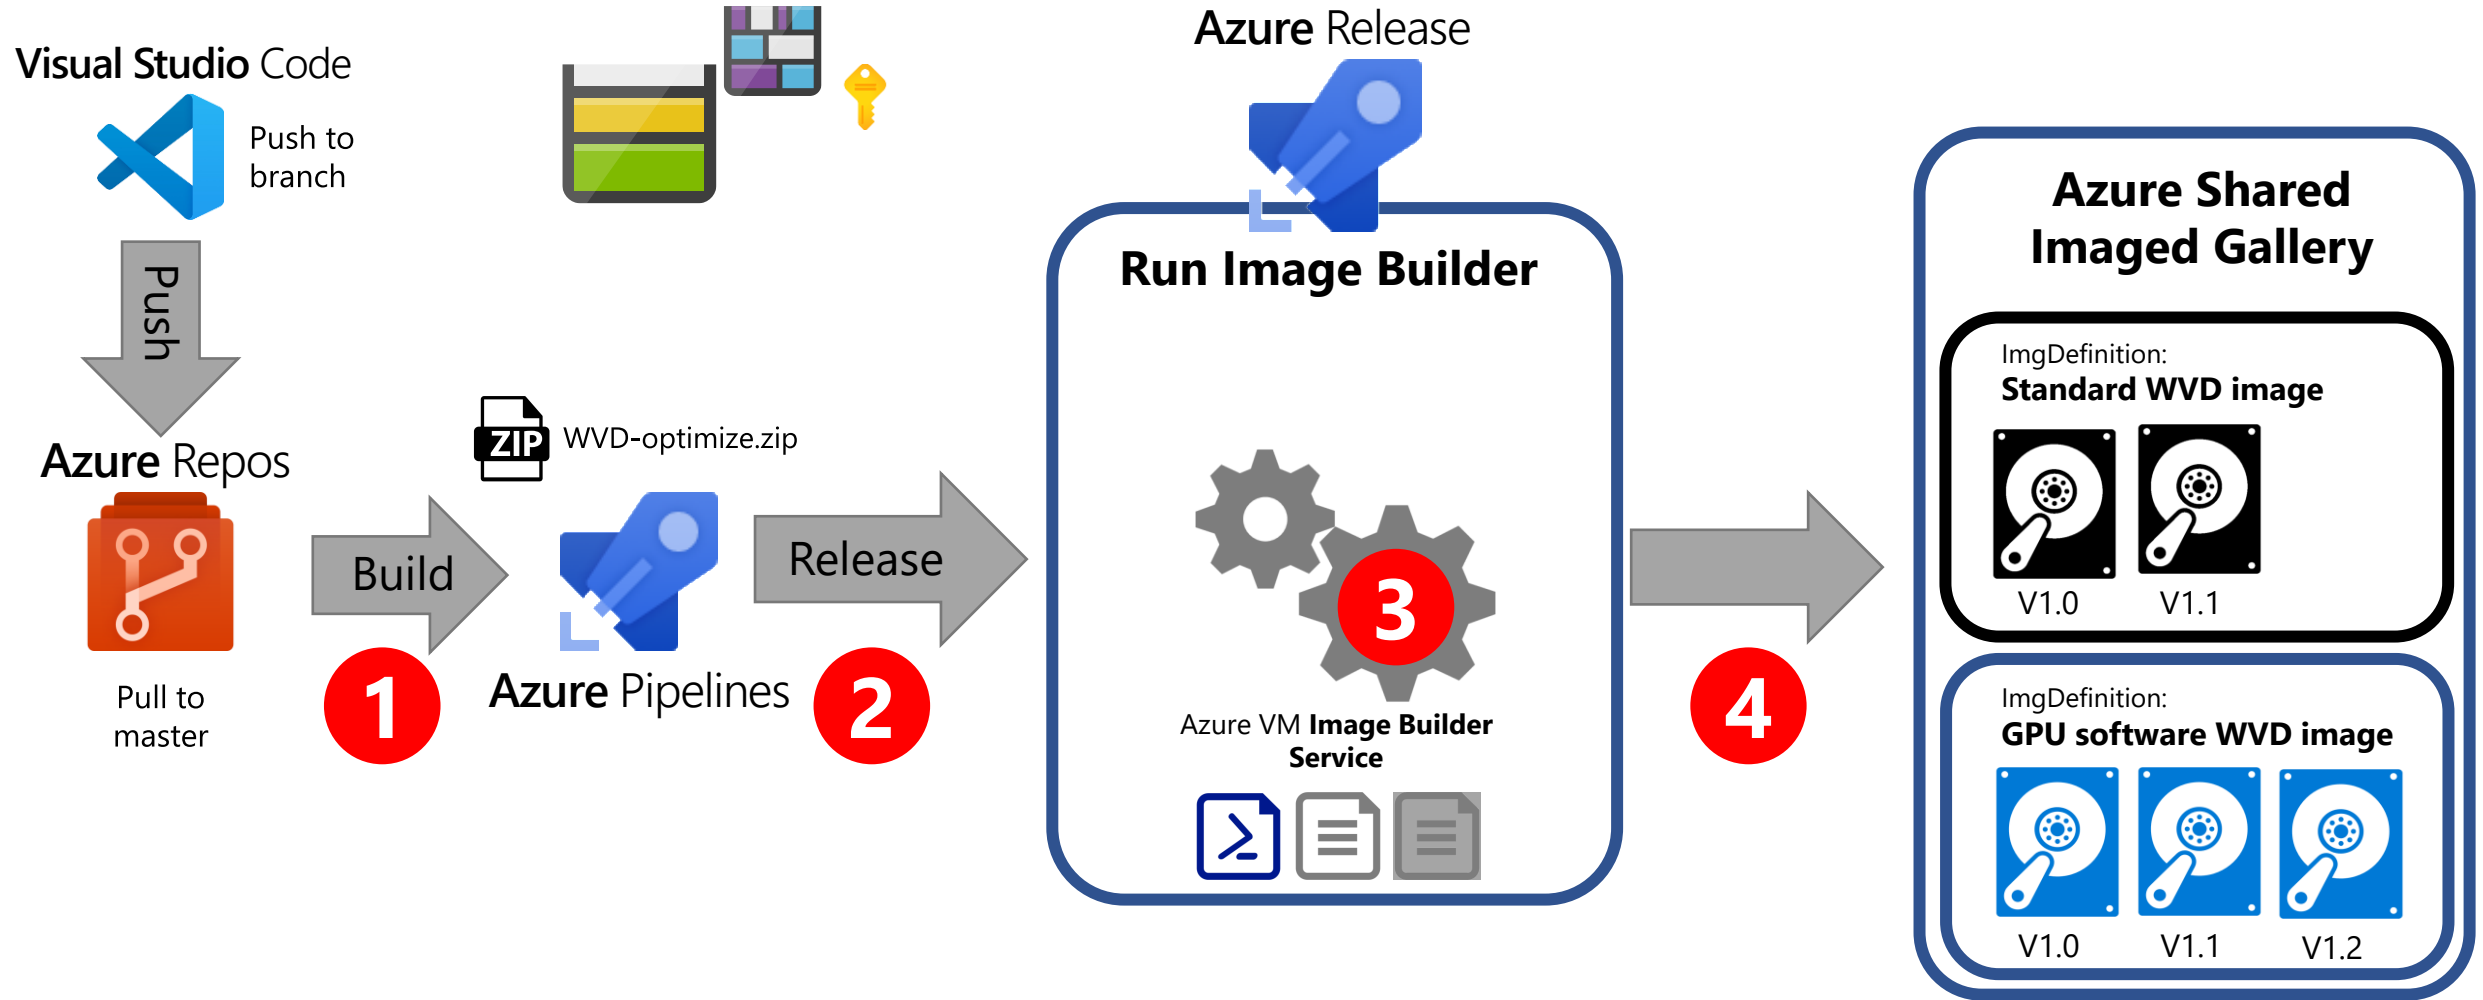 Visual Studio Code
Push to
branch
Push
Azure Repos
Pull to
master
Build
1
ZIP
WVD-optimize.zip
Azure Pipelines
Release
2
Azure Release
Run Image Builder
3
Azure VM Image Builder
Service
4
Azure Shared
Imaged Gallery
ImgDefinition:
Standard WVD image
V1.0
V1.1
ImgDefinition:
GPU software WVD image
V1.0
V1.1
V1.2